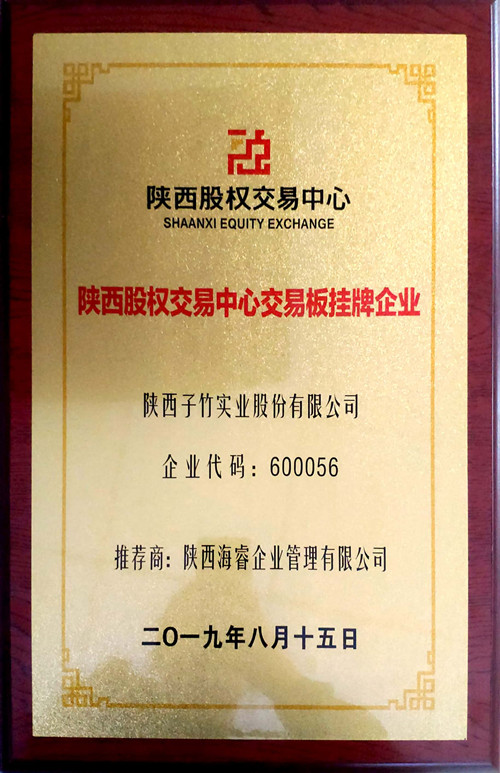 陕西股权交易中心
SHAANXI EQUITY EXCHANGE
陕西股权交易中心交易板挂牌企业
陕西子竹实业股份有限公司
企业代码：600056
推荐商：陕西海睿企业管理有限公司
二〇一九年八月十五日